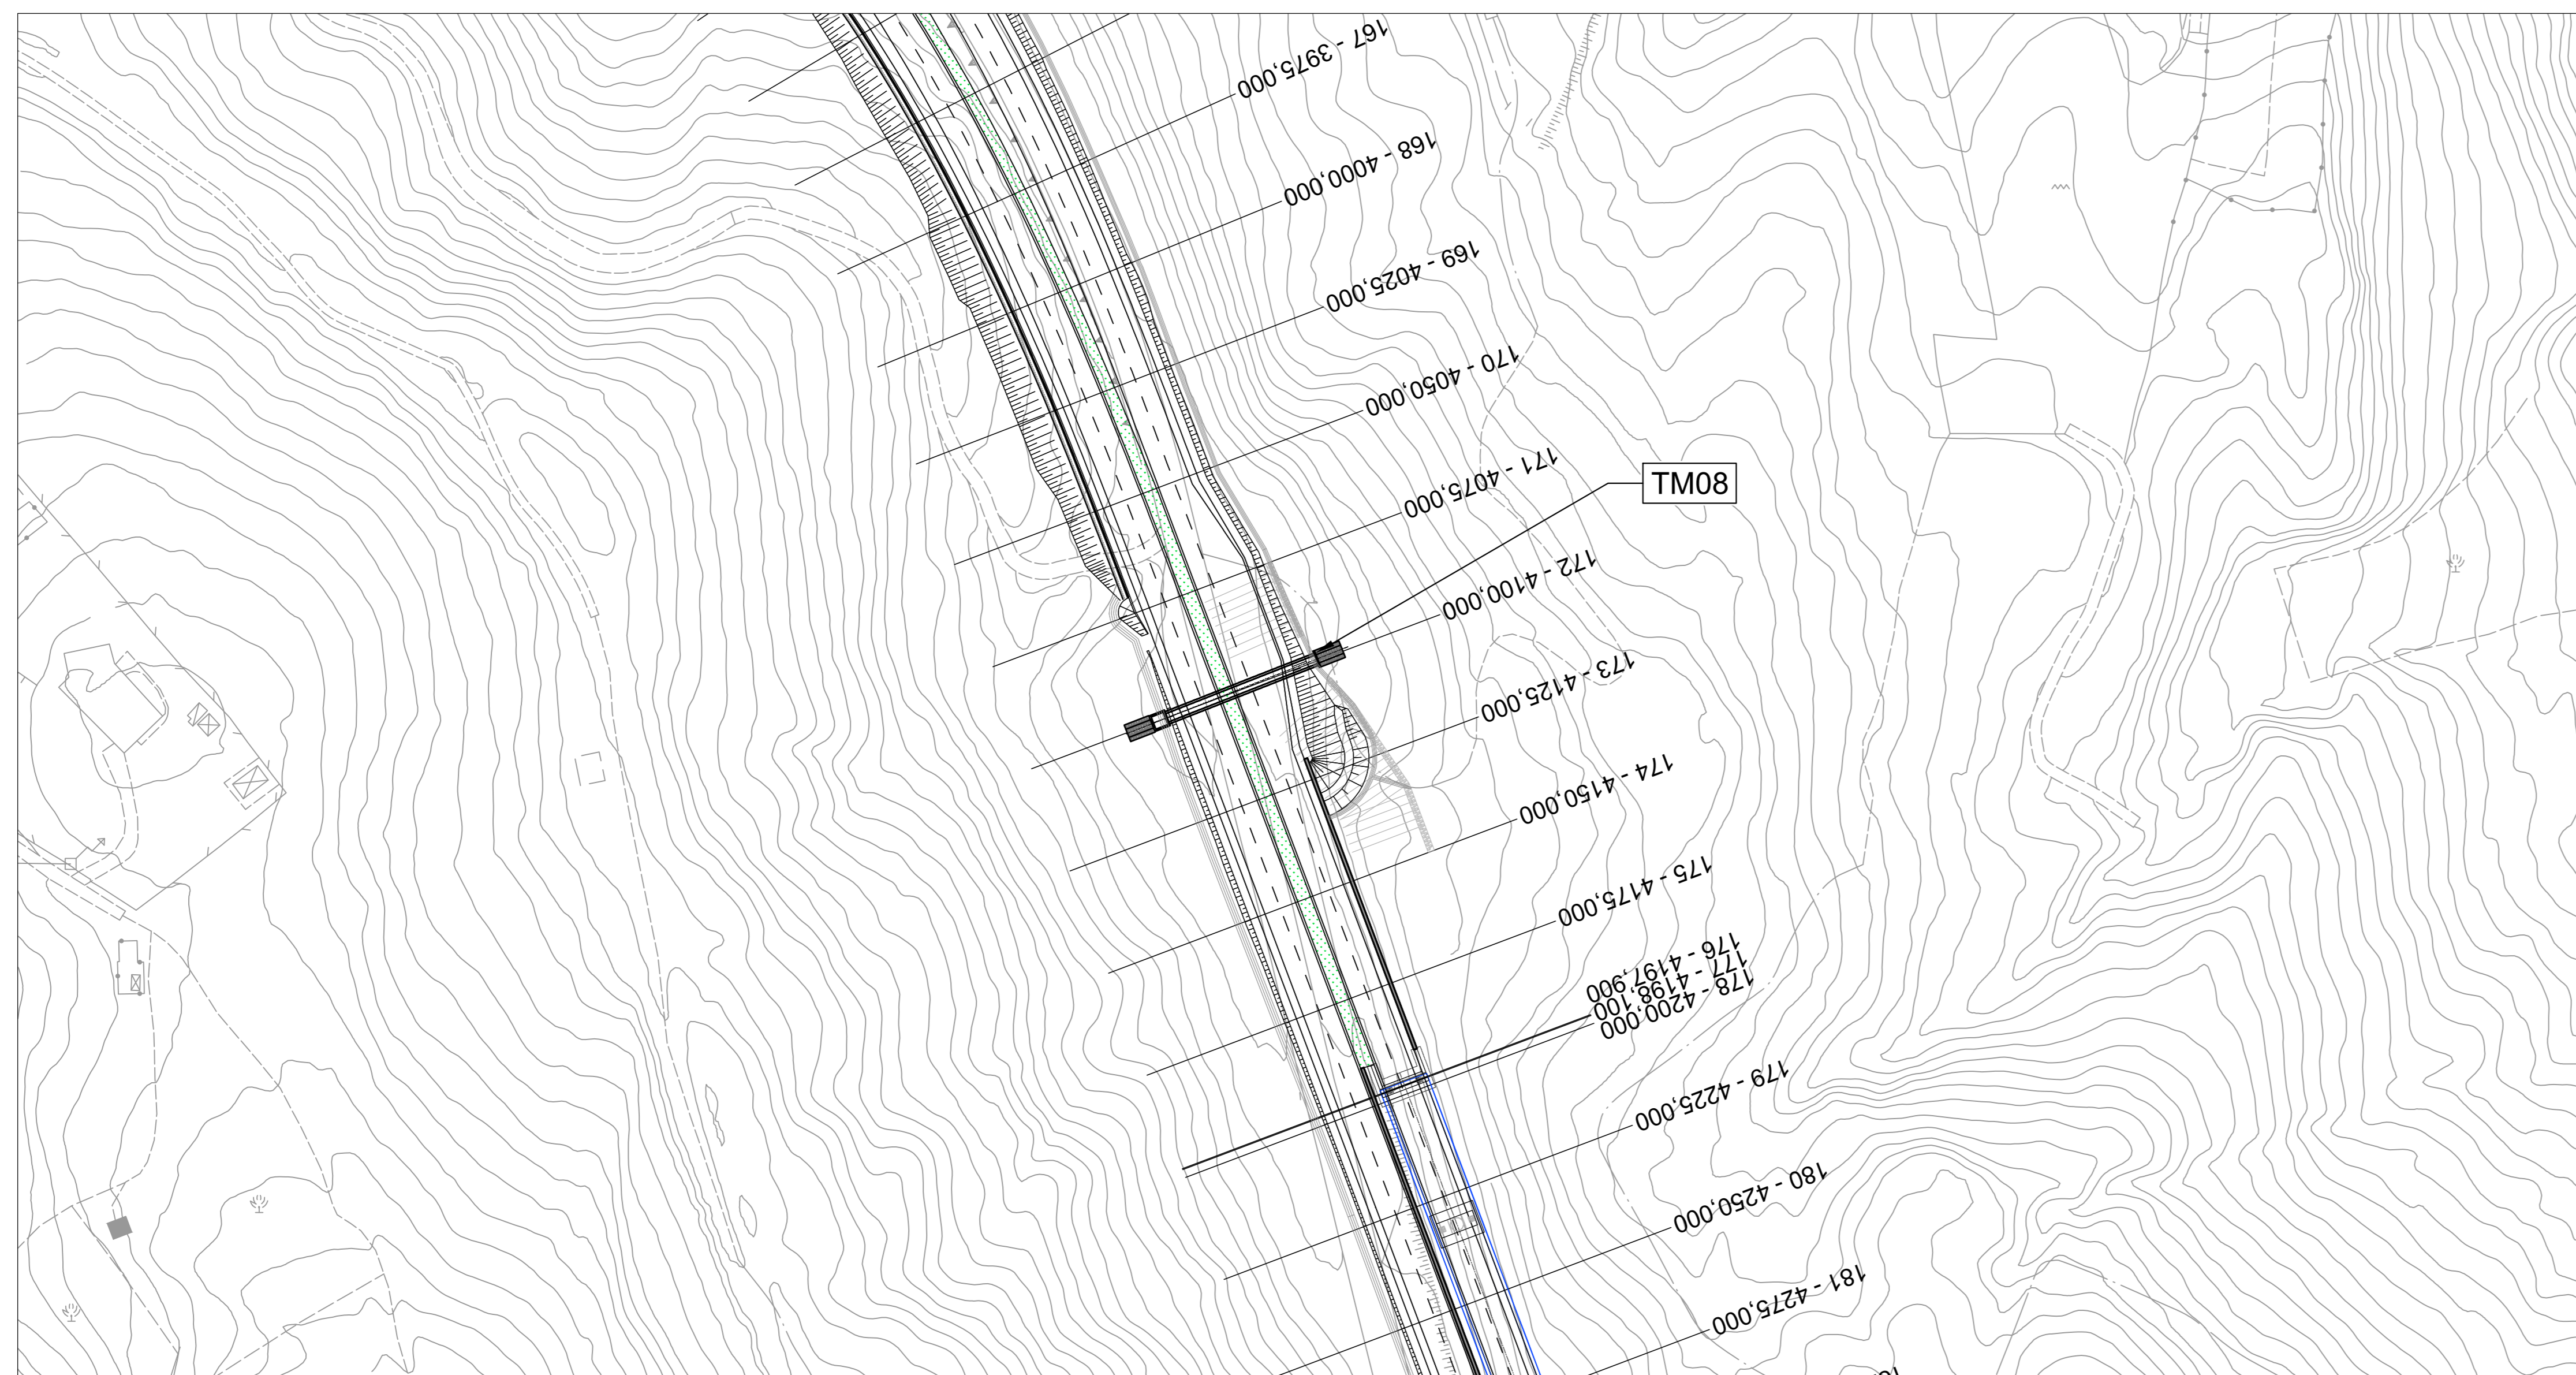 167 - 3975,000
168 - 4000,000
169 - 4025,000
170 - 4050,000
171 - 4075,000
TM08
172 - 4100,000
173 - 4125,000
174 - 4150,000
175 - 4175,000
176 - 4197,900
177 - 4198,100
178 - 4200,000
179 - 4225,000
180 - 4250,000
181 - 4275,000